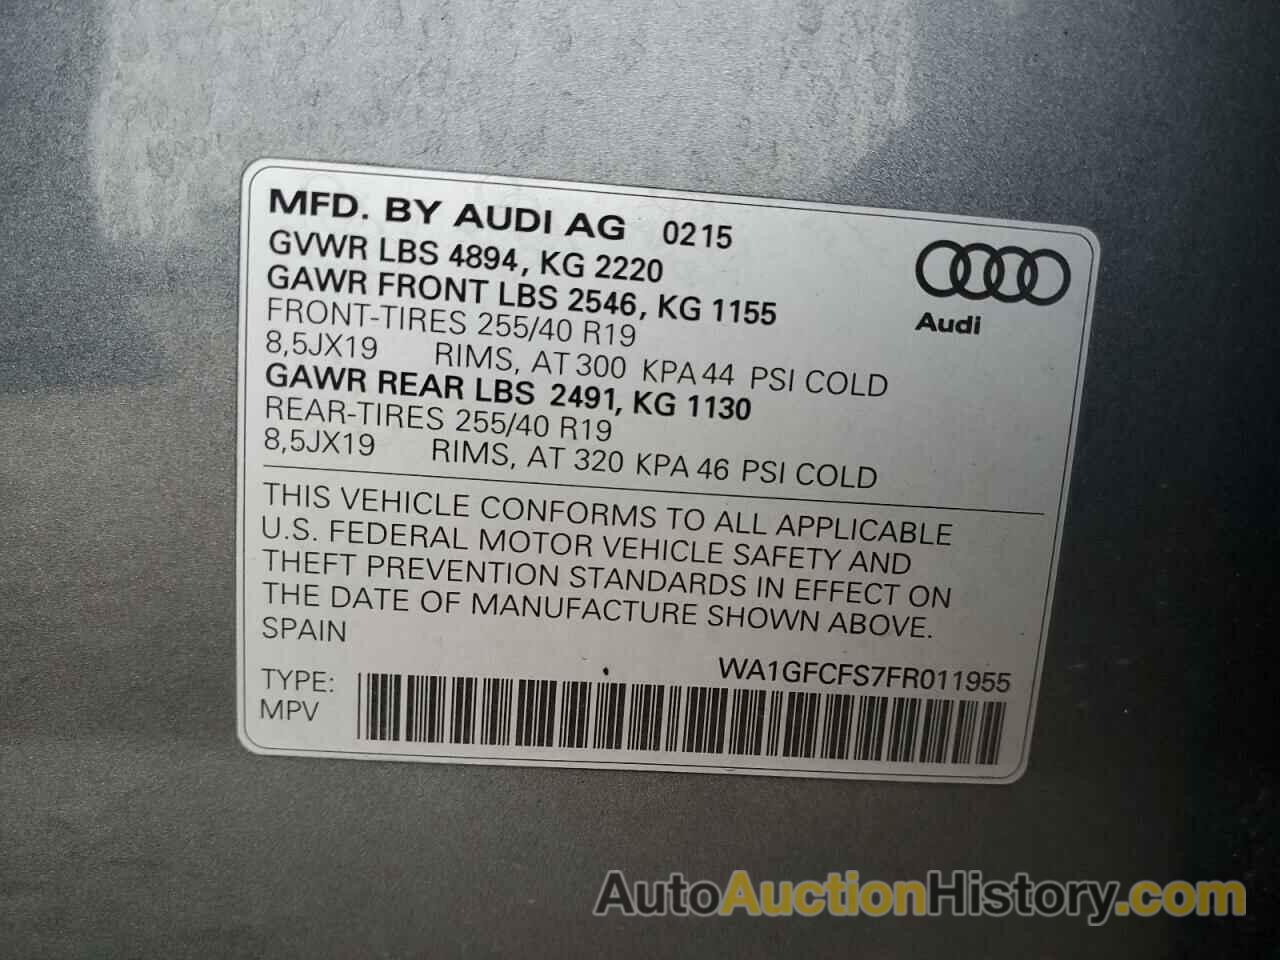 MFD. BY AUDI AG 0215
GVWR LBS 4894, KG 2220
GAWR FRONT LBS 2546, KG 1155
FRONT-TIRES 255/40 R19
8,5JX19 RIMS, AT 300 KPA 44 PSI COLD
GAWR REAR LBS 2491, KG 1130
REAR-TIRES 255/40 R19
8,5JX19 RIMS, AT 320 KPA 46 PSI COLD
Audi
THIS VEHICLE CONFORMS TO ALL APPLICABLE
U.S. FEDERAL MOTOR VEHICLE SAFETY AND
THEFT PREVENTION STANDARDS IN EFFECT ON
THE DATE OF MANUFACTURE SHOWN ABOVE.
SPAIN
WA1GFCFS7FR011955
TYPE:
MPV
AutoAuctionHistory.com